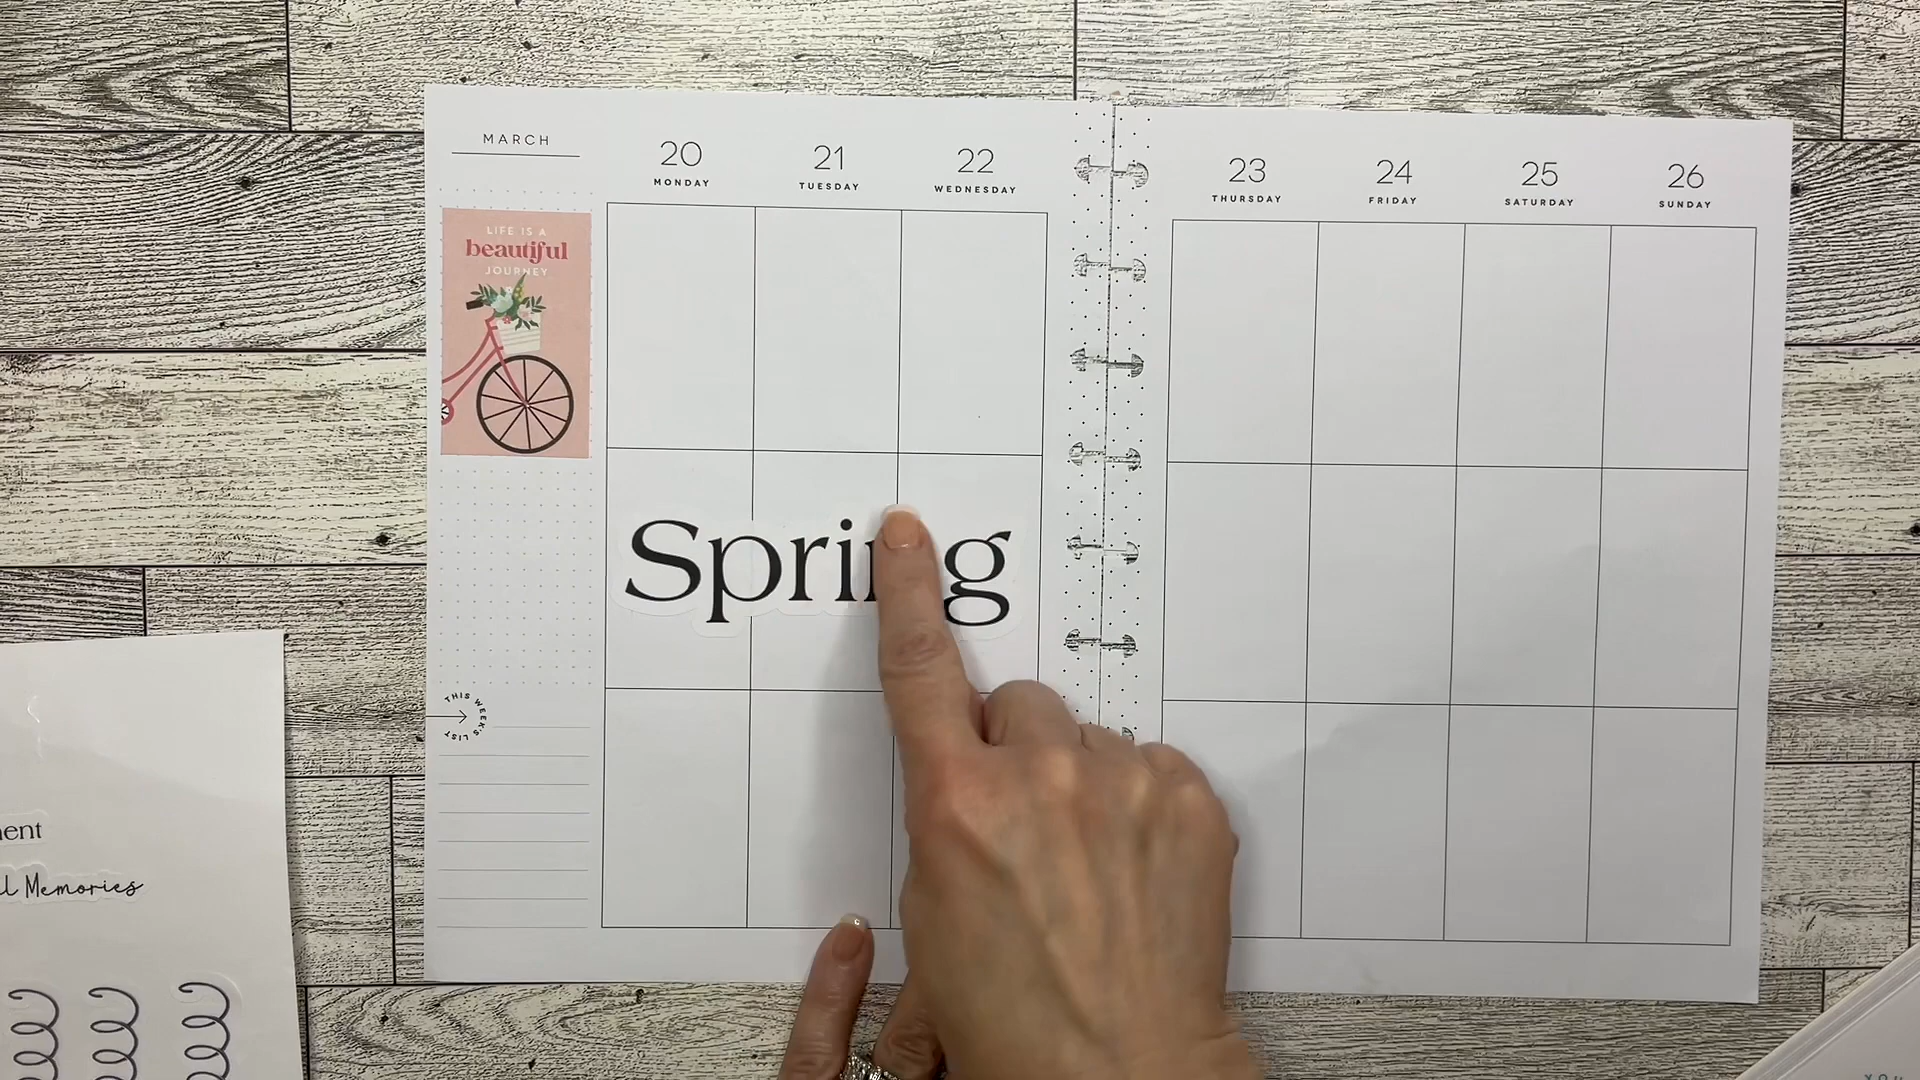 MARCH
20
MONDAY
21
TUESDAY
22
WEDNESDAY
23
THURSDAY
24
FRIDAY
25
SATURDAY
26
SUNDAY
LIFE IS A
beautiful
JOURNEY
Spring
THIS WEEK'S LIST
Memories